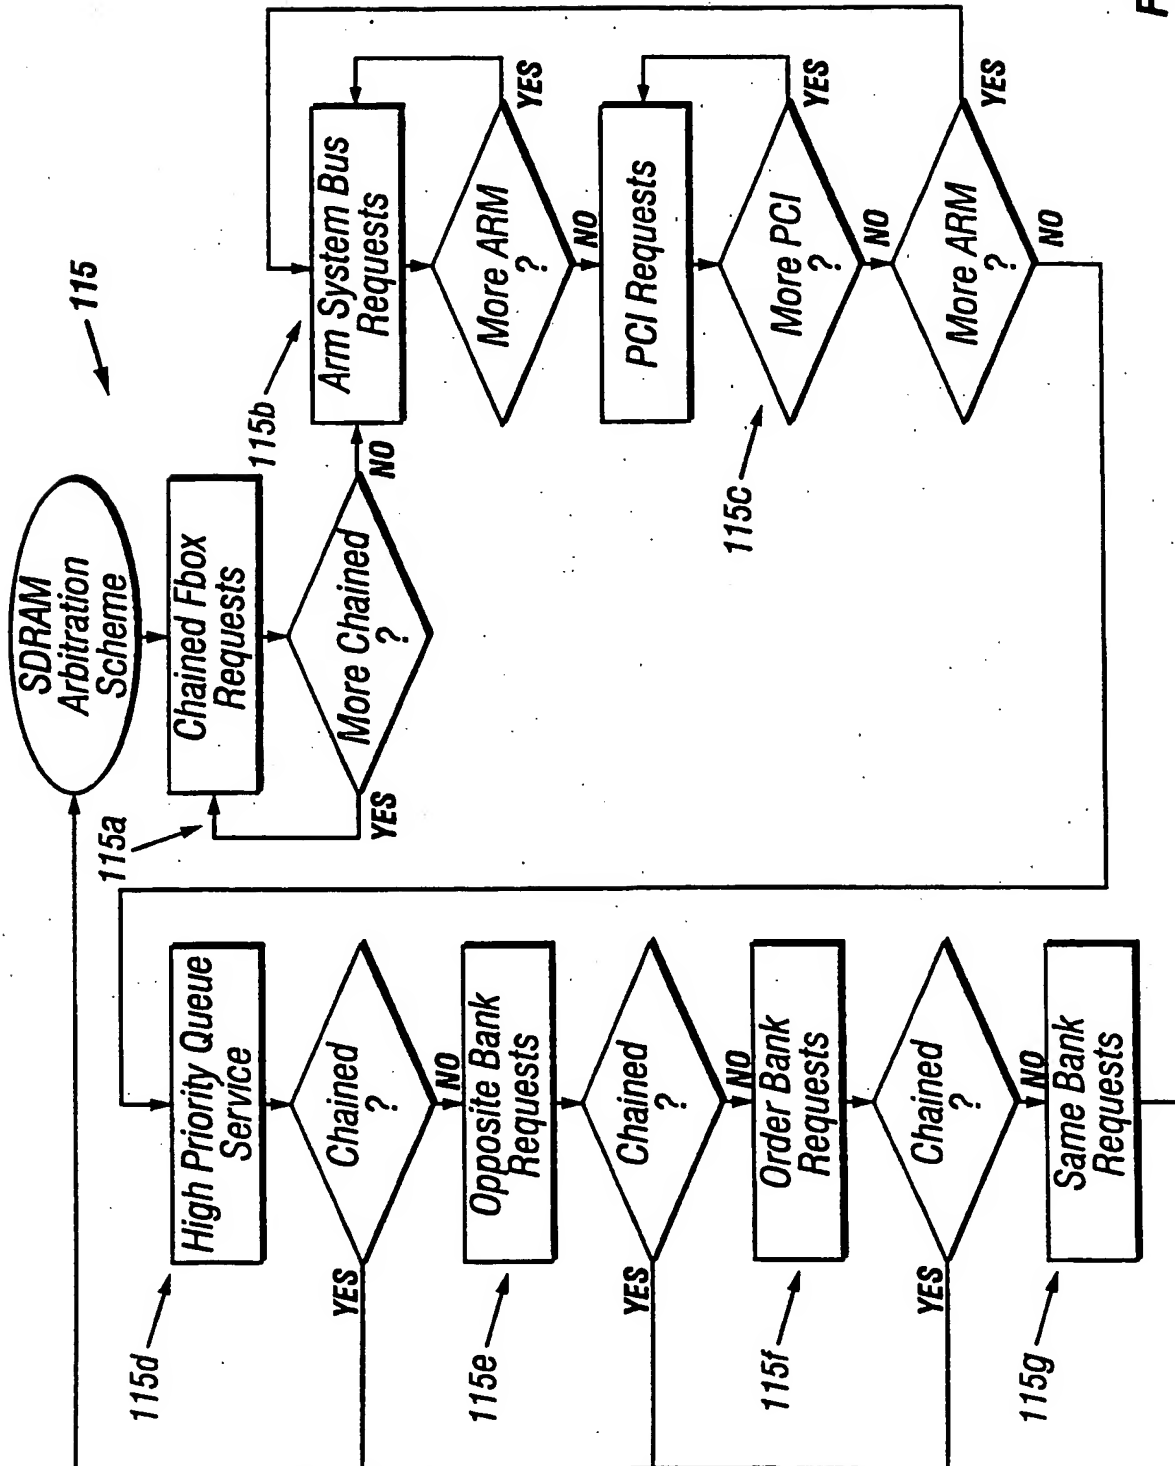 F
115
SDRAM
Arbitration
Scheme
115a
Chained Fbox
Requests
More Chained
?
YES
NO
115b
Arm System Bus
Requests
More ARM
?
YES
NO
PCI Requests
115c
More PCI
?
YES
NO
More ARM
?
YES
NO
115d
High Priority Queue
Service
Chained
?
YES
NO
115e
Opposite Bank
Requests
Chained
?
YES
NO
115f
Order Bank
Requests
Chained
?
YES
NO
115g
Same Bank
Requests